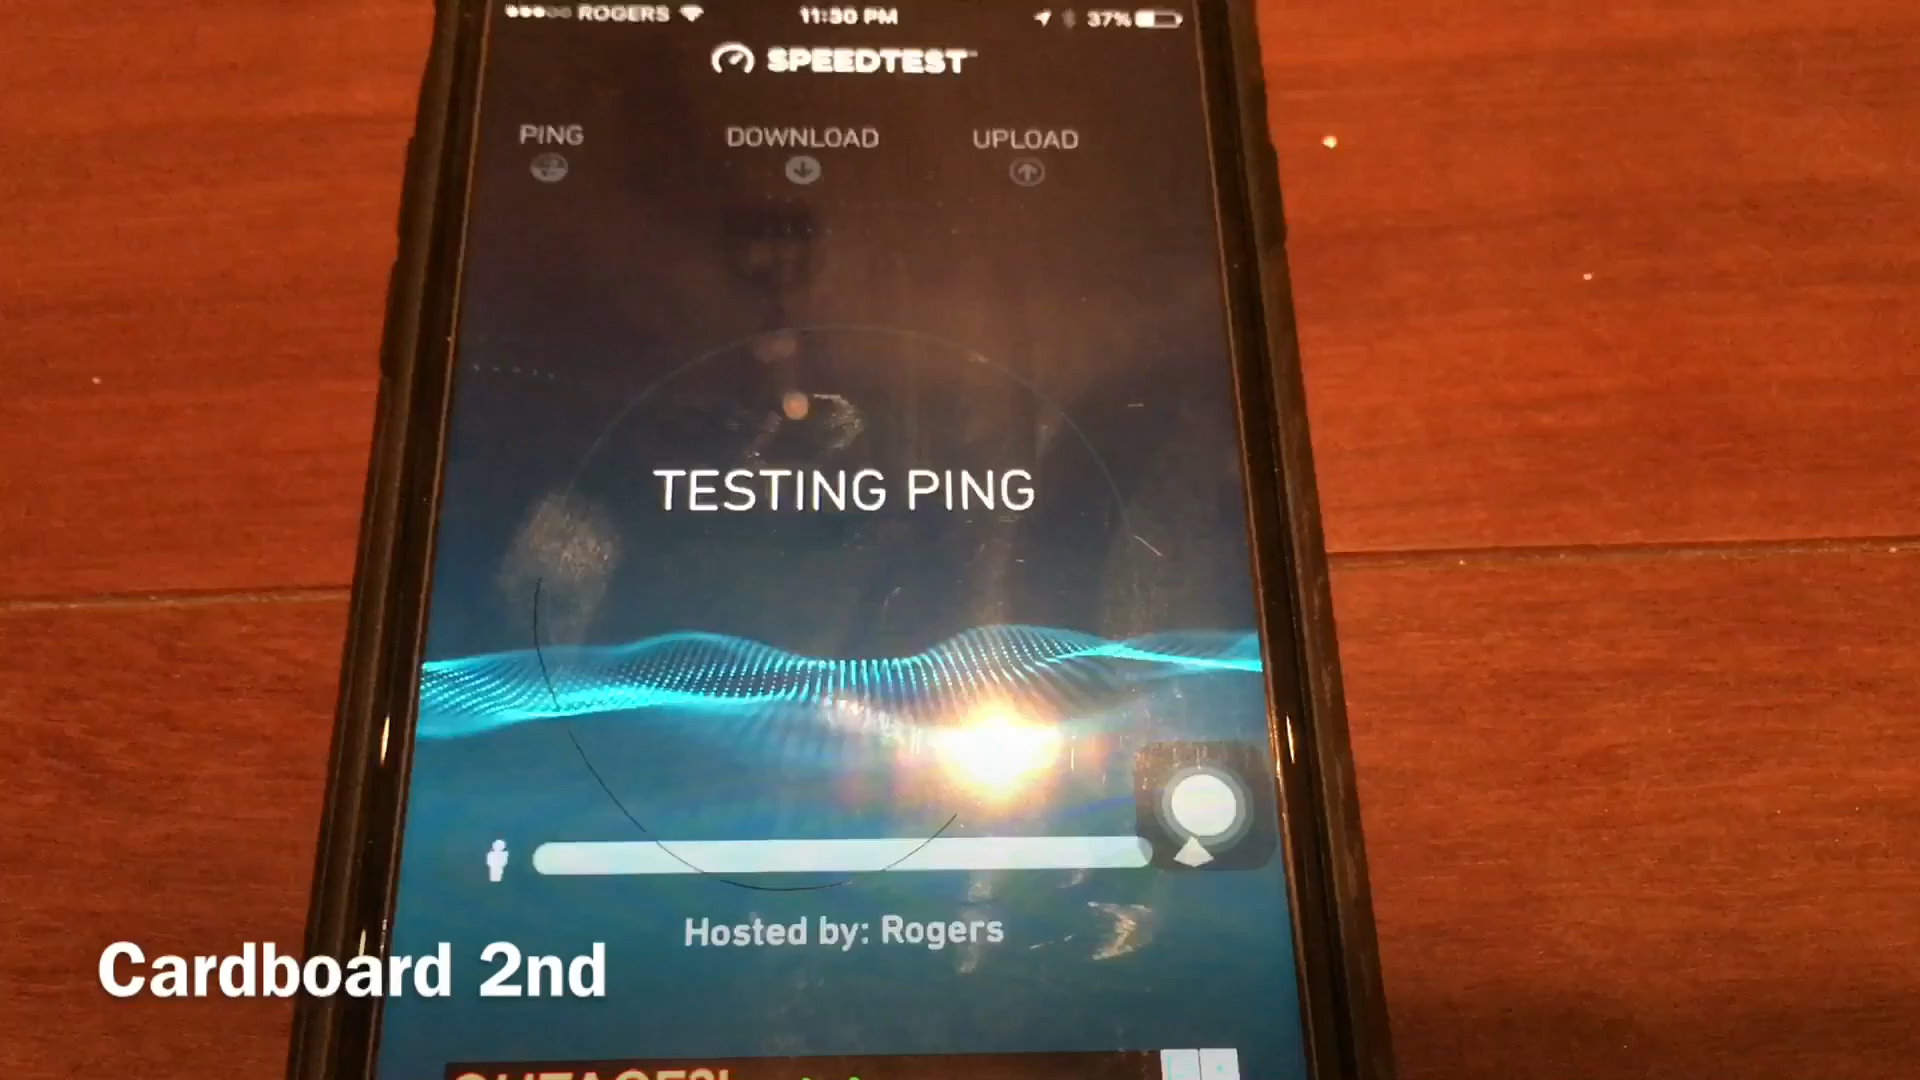 ROGERS 11:30 PM 37%
SPEEDTEST
PING DOWNLOAD UPLOAD
TESTING PING
Hosted by: Rogers
Cardboard 2nd